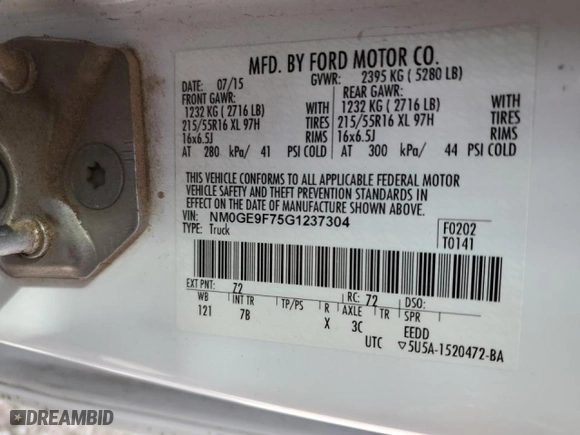 MFD. BY FORD MOTOR CO.
DATE: 07/15 GVWR: 2395 KG ( 5280 LB)
FRONT GAWR: REAR GAWR:
1232 KG ( 2716 LB) WITH 1232 KG ( 2716 LB) WITH
215/55R16 XL 97H TIRES 215/55R16 XL 97H TIRES
16x6.5J RIMS 16x6.5J RIMS
AT 280 kPa/ 41 PSI COLD AT 300 kPa/ 44 PSI COLD
THIS VEHICLE CONFORMS TO ALL APPLICABLE FEDERAL MOTOR
VEHICLE SAFETY AND THEFT PREVENTION STANDARDS IN
EFFECT ON THE DATE OF MANUFACTURE SHOWN ABOVE.
VIN: NM0GE9F75G1237304 F0202
TYPE: Truck T0141
EXT PNT: 72 RC: 72 DSO:
WB INT TR TP/PS R AXLE TR SPR
121 7B X 3C EEDD
UTC ▽5U5A-1520472-BA
DREAMBID